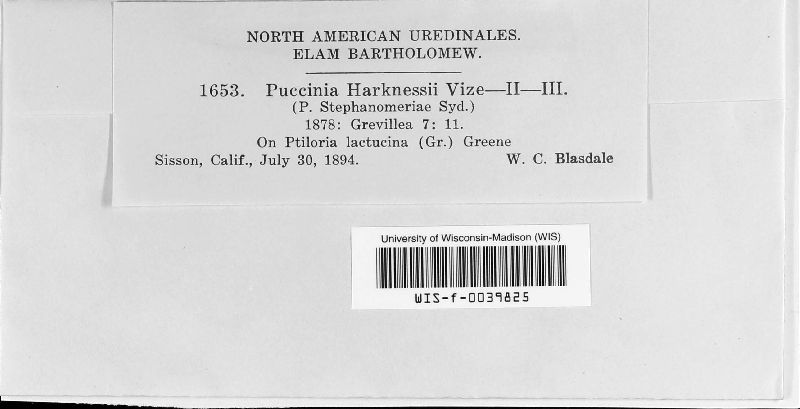 NORTH AMERICAN UREDINALES.
ELAM BARTHOLOMEW.
1653. Puccinia Harknessii Vize—II—III.
(P. Stephanomeriae Syd.)
1878: Grevillea 7: 11.
On Ptiloria lactucina (Gr.) Greene
Sisson, Calif., July 30, 1894. W. C. Blasdale
University of Wisconsin-Madison (WIS)
WIS-f-0039825